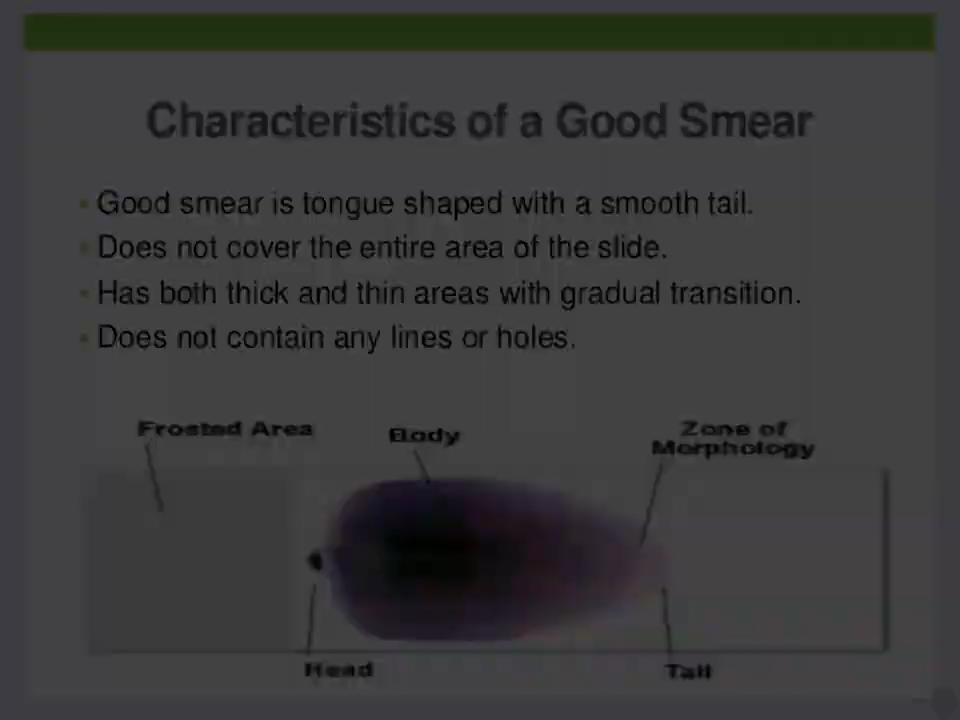 Characteristics of a Good Smear
Good smear is tongue shaped with a smooth tail.
Does not cover the entire area of the slide.
Has both thick and thin areas with gradual transition.
Does not contain any lines or holes.
Frosted Area
Body
Zone of
Morphology
Head
Tail